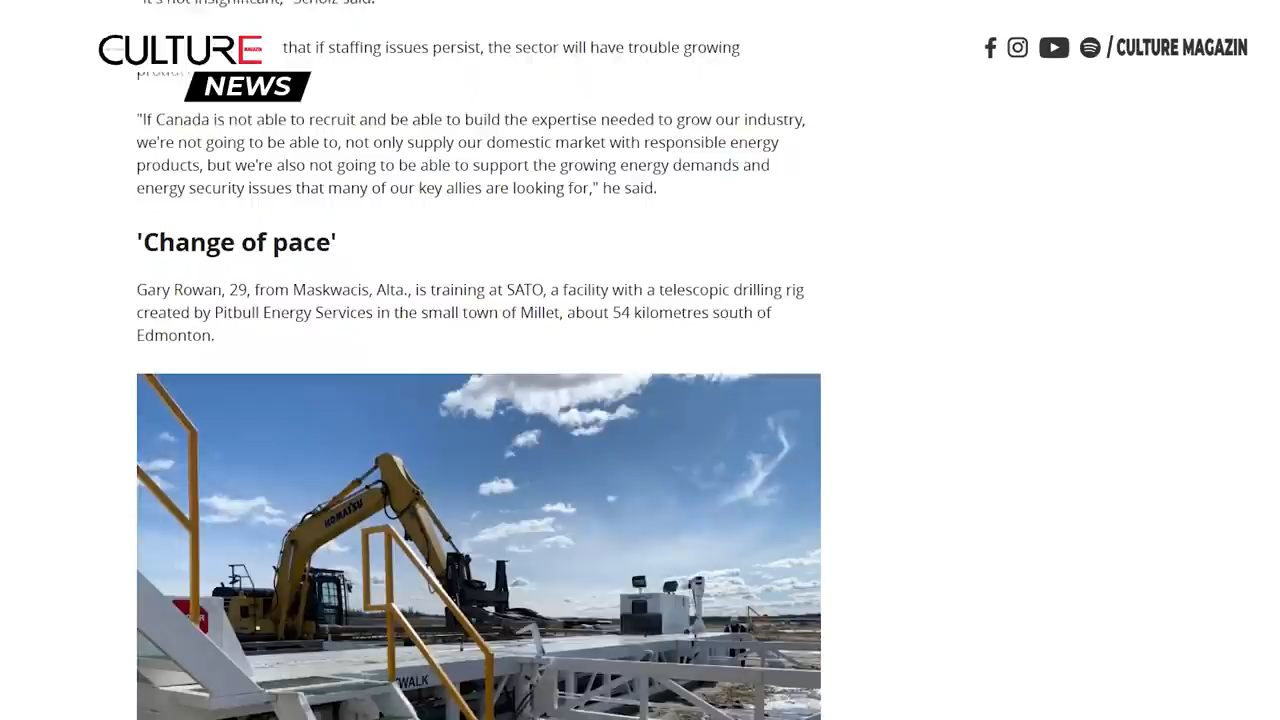 "It's not insignificant," Scholz said.
CULTURE
NEWS
that if staffing issues persist, the sector will have trouble growing
/ CULTURE MAGAZIN
"If Canada is not able to recruit and be able to build the expertise needed to grow our industry,
we're not going to be able to, not only supply our domestic market with responsible energy
products, but we're also not going to be able to support the growing energy demands and
energy security issues that many of our key allies are looking for," he said.
'Change of pace'
Gary Rowan, 29, from Maskwacis, Alta., is training at SATO, a facility with a telescopic drilling rig
created by Pitbull Energy Services in the small town of Millet, about 54 kilometres south of
Edmonton.
KOMATSU
WALK